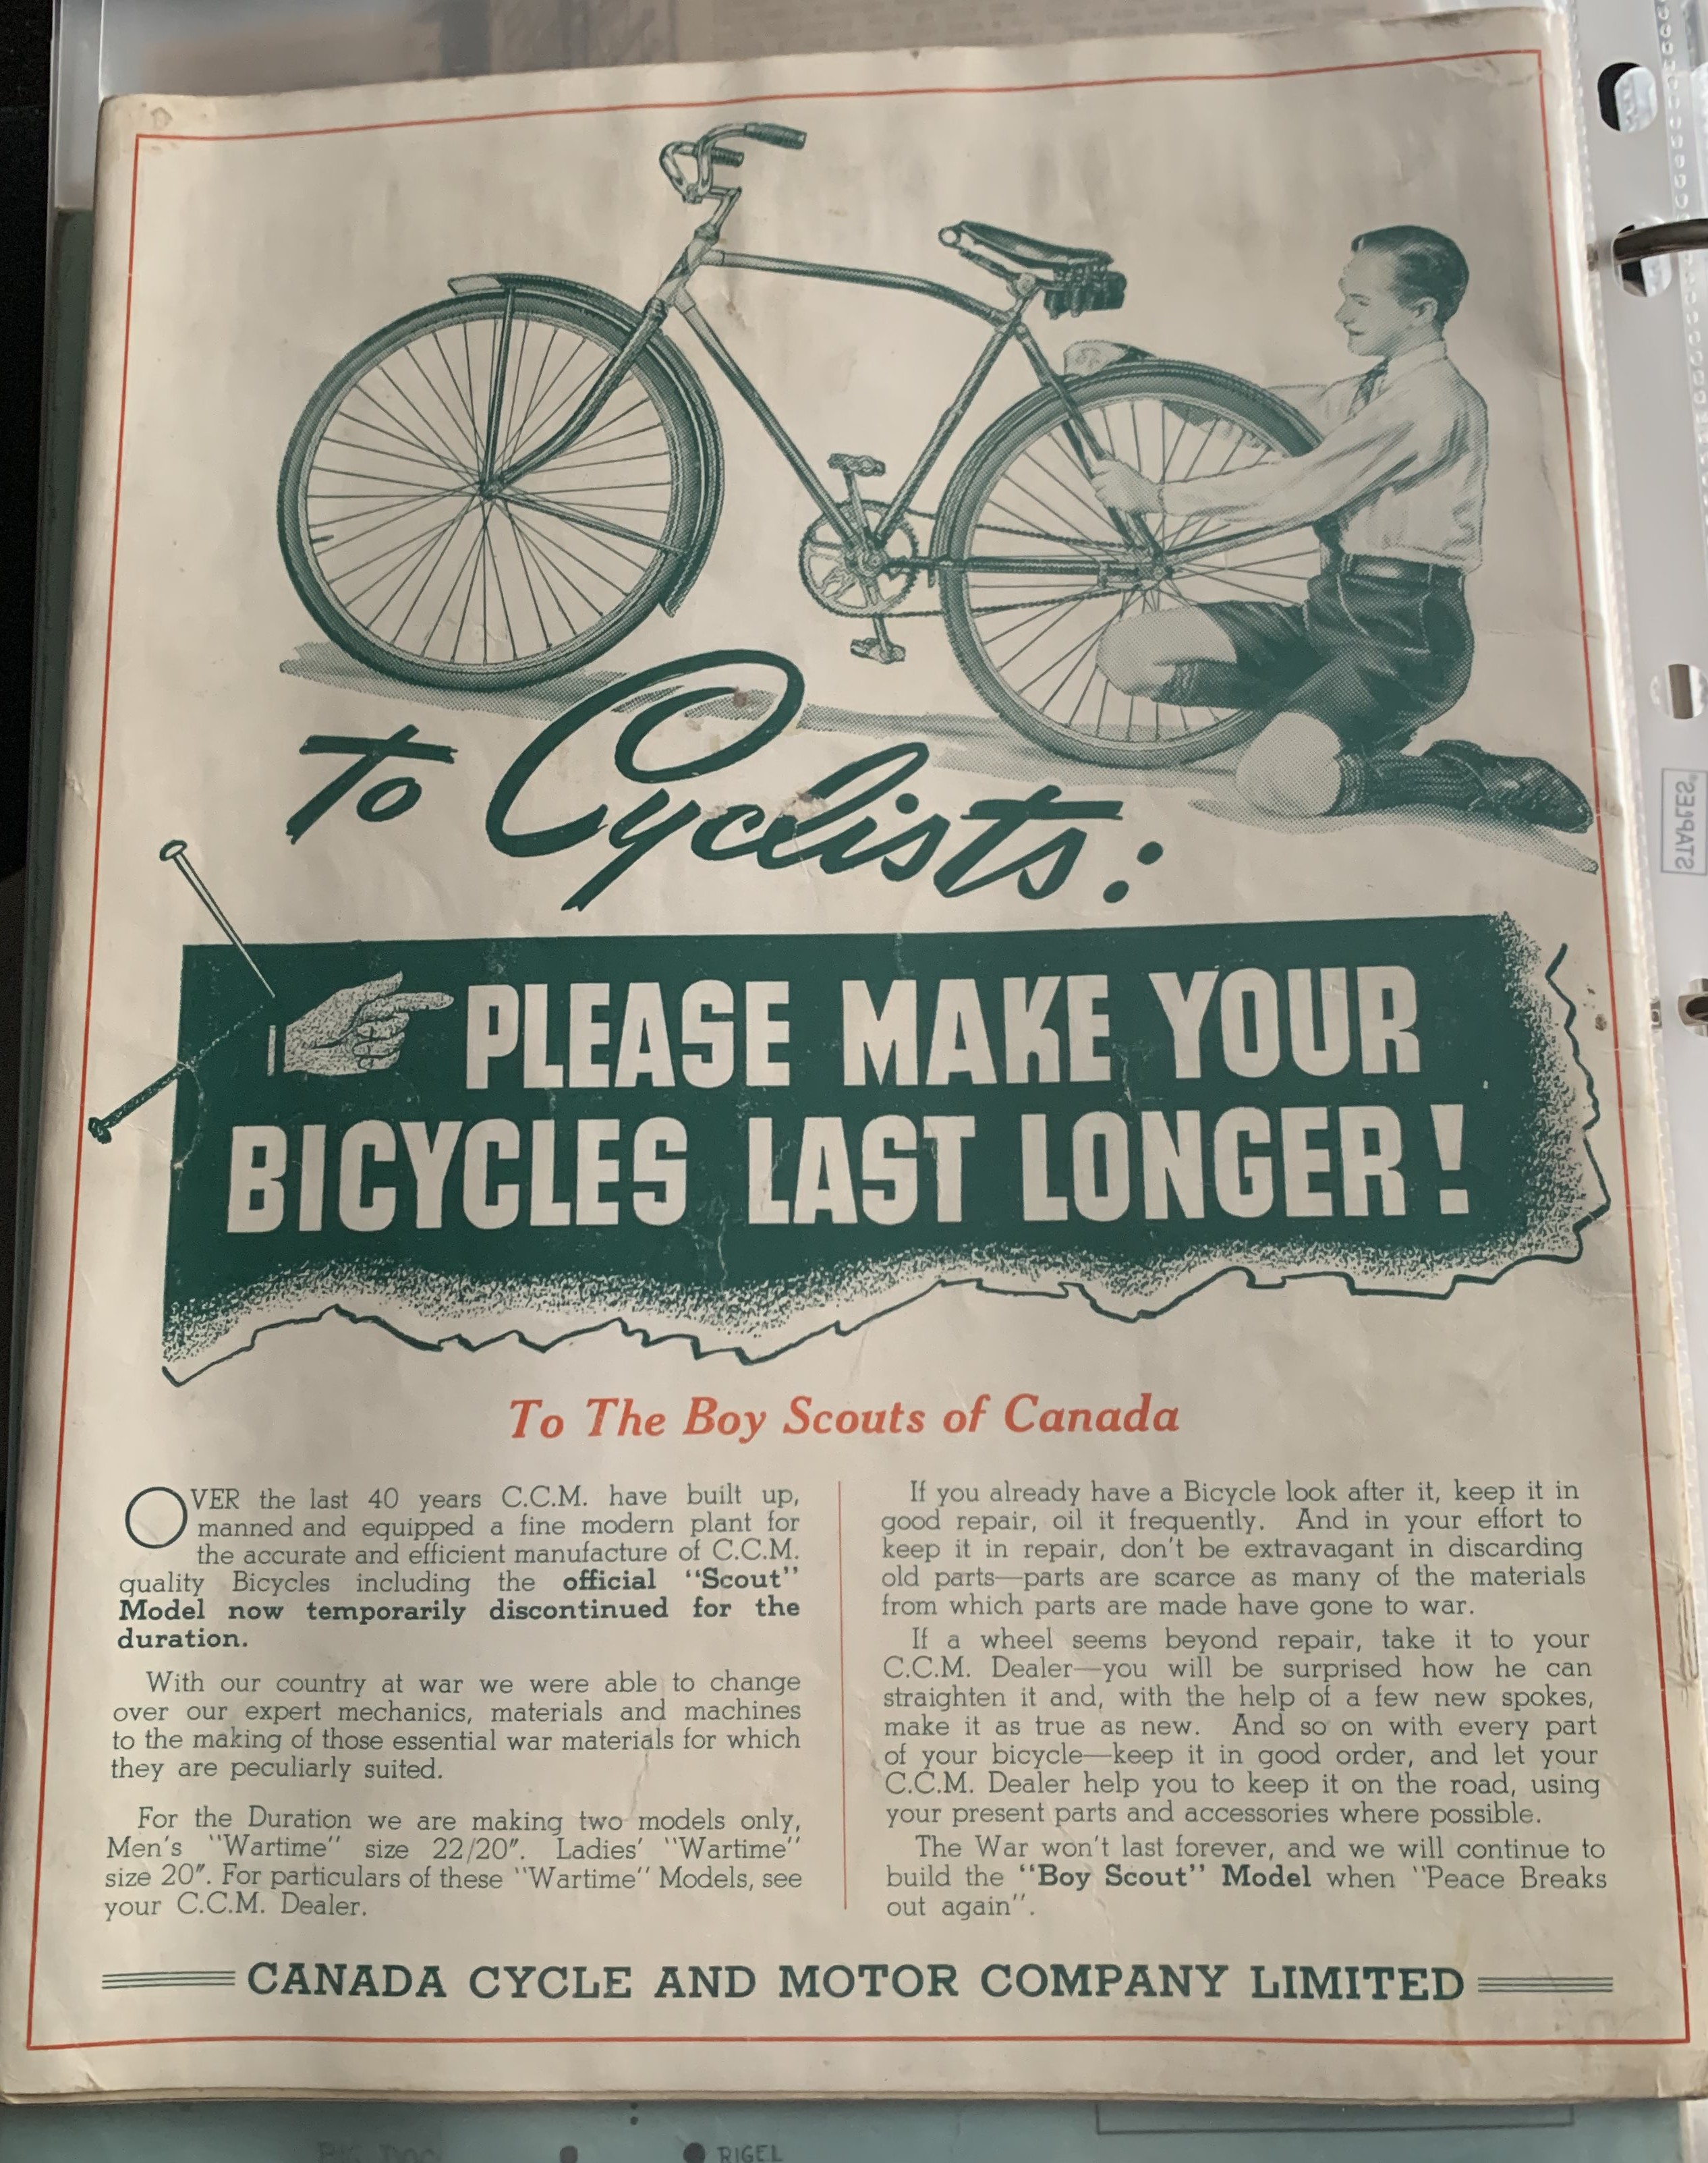 To Cyclists:
PLEASE MAKE YOUR
BICYCLES LAST LONGER!
To The Boy Scouts of Canada
OVER the last 40 years C.C.M. have built up,
manned and equipped a fine modern plant for
the accurate and efficient manufacture of C.C.M.
quality Bicycles including the official "Scout"
Model now temporarily discontinued for the
duration.
With our country at war we were able to change
over our expert mechanics, materials and machines
to the making of those essential war materials for which
they are peculiarly suited.
For the Duration we are making two models only,
Men's "Wartime" size 22/20". Ladies' "Wartime"
size 20". For particulars of these "Wartime" Models, see
your C.C.M. Dealer.
If you already have a Bicycle look after it, keep it in
good repair, oil it frequently. And in your effort to
keep it in repair, don't be extravagant in discarding
old parts—parts are scarce as many of the materials
from which parts are made have gone to war.
If a wheel seems beyond repair, take it to your
C.C.M. Dealer—you will be surprised how he can
straighten it and, with the help of a few new spokes,
make it as true as new. And so on with every part
of your bicycle—keep it in good order, and let your
C.C.M. Dealer help you to keep it on the road, using
your present parts and accessories where possible.
The War won't last forever, and we will continue to
build the "Boy Scout" Model when "Peace Breaks
out again".
CANADA CYCLE AND MOTOR COMPANY LIMITED
STAPLES
RIGEL